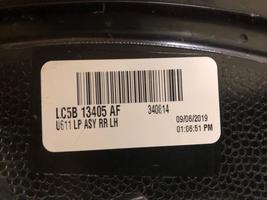 LC5B 13405 AF 340814
U611 LP ASY RR LH 09/06/2019
01:06:51 PM